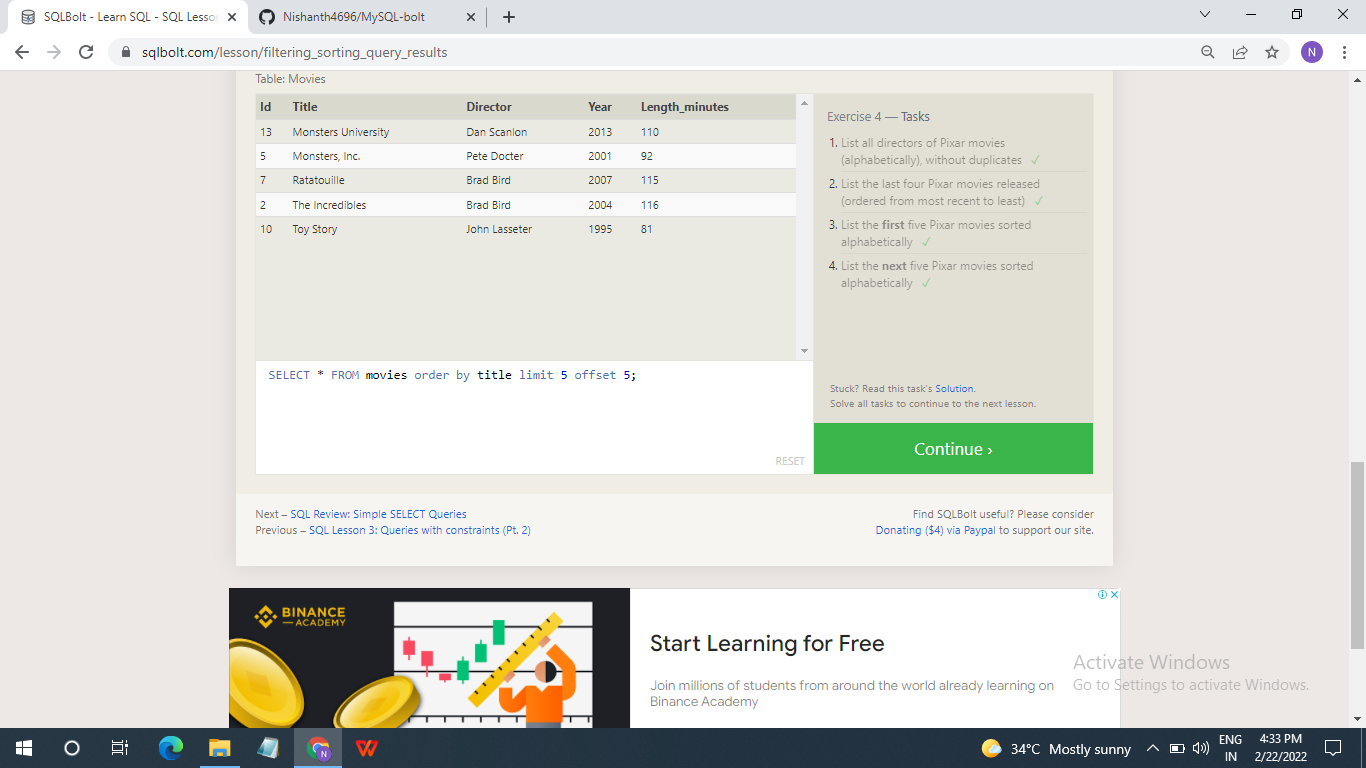 SQLBolt - Learn SQL - SQL Lesson
Nishanth4696/MySQL-bolt
sqlbolt.com/lesson/filtering_sorting_query_results
N
Table: Movies
Id Title Director Year Length_minutes
13 Monsters University Dan Scanlon 2013 110
5 Monsters, Inc. Pete Docter 2001 92
7 Ratatouille Brad Bird 2007 115
2 The Incredibles Brad Bird 2004 116
10 Toy Story John Lasseter 1995 81
SELECT * FROM movies order by title limit 5 offset 5;
RESET
Exercise 4 — Tasks
1. List all directors of Pixar movies
(alphabetically), without duplicates ✓
2. List the last four Pixar movies released
(ordered from most recent to least) ✓
3. List the first five Pixar movies sorted
alphabetically ✓
4. List the next five Pixar movies sorted
alphabetically ✓
Stuck? Read this task's Solution.
Solve all tasks to continue to the next lesson.
Continue ›
Next – SQL Review: Simple SELECT Queries
Previous – SQL Lesson 3: Queries with constraints (Pt. 2)
Find SQLBolt useful? Please consider
Donating ($4) via Paypal to support our site.
BINANCE
ACADEMY
Start Learning for Free
Join millions of students from around the world already learning on
Binance Academy
Activate Windows
Go to Settings to activate Windows.
N
34°C Mostly sunny
ENG
IN
4:33 PM
2/22/2022